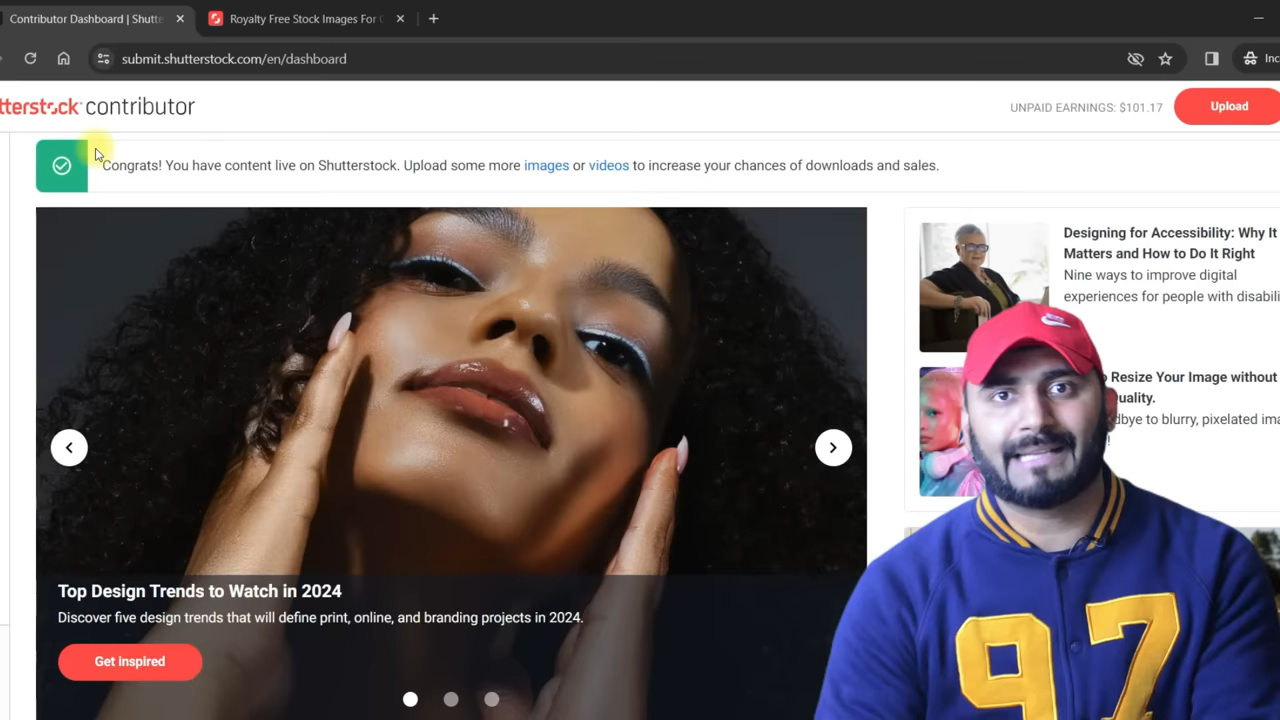 Contributor Dashboard | Shutte
Royalty Free Stock Images For
submit.shutterstock.com/en/dashboard
Inc
tterstock contributor
UNPAID EARNINGS: $101.17
Upload
Congrats! You have content live on Shutterstock. Upload some more images or videos to increase your chances of downloads and sales.
Designing for Accessibility: Why It
Matters and How to Do It Right
Nine ways to improve digital
experiences for people with disabili
Resize Your Image without
uality.
dbye to blurry, pixelated ima
!
Top Design Trends to Watch in 2024
Discover five design trends that will define print, online, and branding projects in 2024.
Get inspired
97